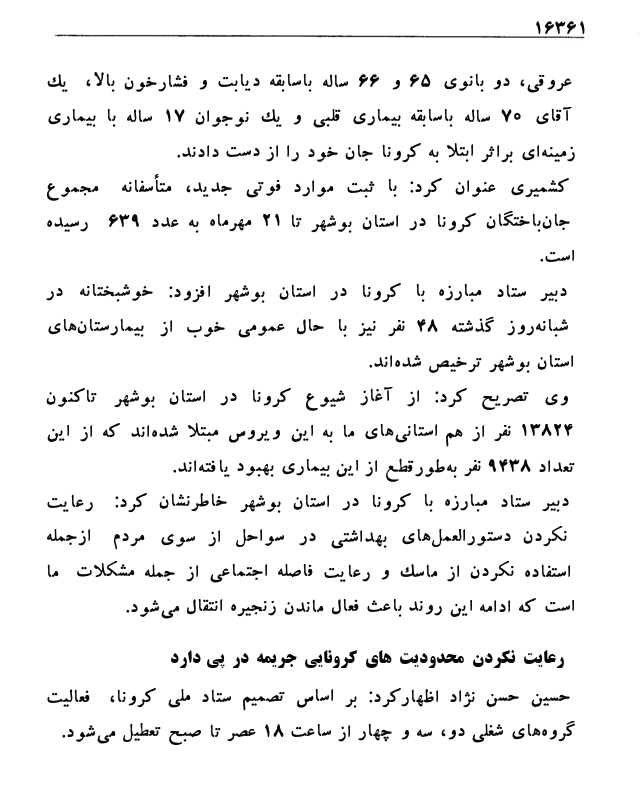 ۱۶۳۶۱
عروقی، دو بانوی ۶۵ و ۶۶ ساله باسابقه دیابت و فشارخون بالا، یك
آقای ۷۰ ساله باسابقه بیماری قلبی و یك نوجوان ۱۷ ساله با بیماری
زمینه‌ای براثر ابتلا به کرونا جان خود را از دست دادند.
کشمیری عنوان کرد: با ثبت موارد فوتی جدید، متأسفانه مجموع
جان‌باختگان کرونا در استان بوشهر تا ۲۱ مهرماه به عدد ۶۳۹ رسیده
است.
دبیر ستاد مبارزه با کرونا در استان بوشهر افزود: خوشبختانه در
شبانه‌روز گذشته ۴۸ نفر نیز با حال عمومی خوب از بیمارستان‌های
استان بوشهر ترخیص شده‌اند.
وی تصریح کرد: از آغاز شیوع کرونا در استان بوشهر تاکنون
۱۳۸۲۴ نفر از هم استانی‌های ما به این ویروس مبتلا شده‌اند که از این
تعداد ۹۴۳۸ نفر به‌طورقطع از این بیماری بهبود یافته‌اند.
دبیر ستاد مبارزه با کرونا در استان بوشهر خاطرنشان کرد: رعایت
نکردن دستورالعمل‌های بهداشتی در سواحل از سوی مردم ازجمله
استفاده نکردن از ماسك و رعایت فاصله اجتماعی از جمله مشکلات ما
است که ادامه این روند باعث فعال ماندن زنجیره انتقال می‌شود.
رعایت نکردن محدودیت های کرونایی جریمه در پی دارد
حسین حسن نژاد اظهارکرد: بر اساس تصمیم ستاد ملی کرونا، فعالیت
گروه‌های شغلی دو، سه و چهار از ساعت ۱۸ عصر تا صبح تعطیل می‌شود.